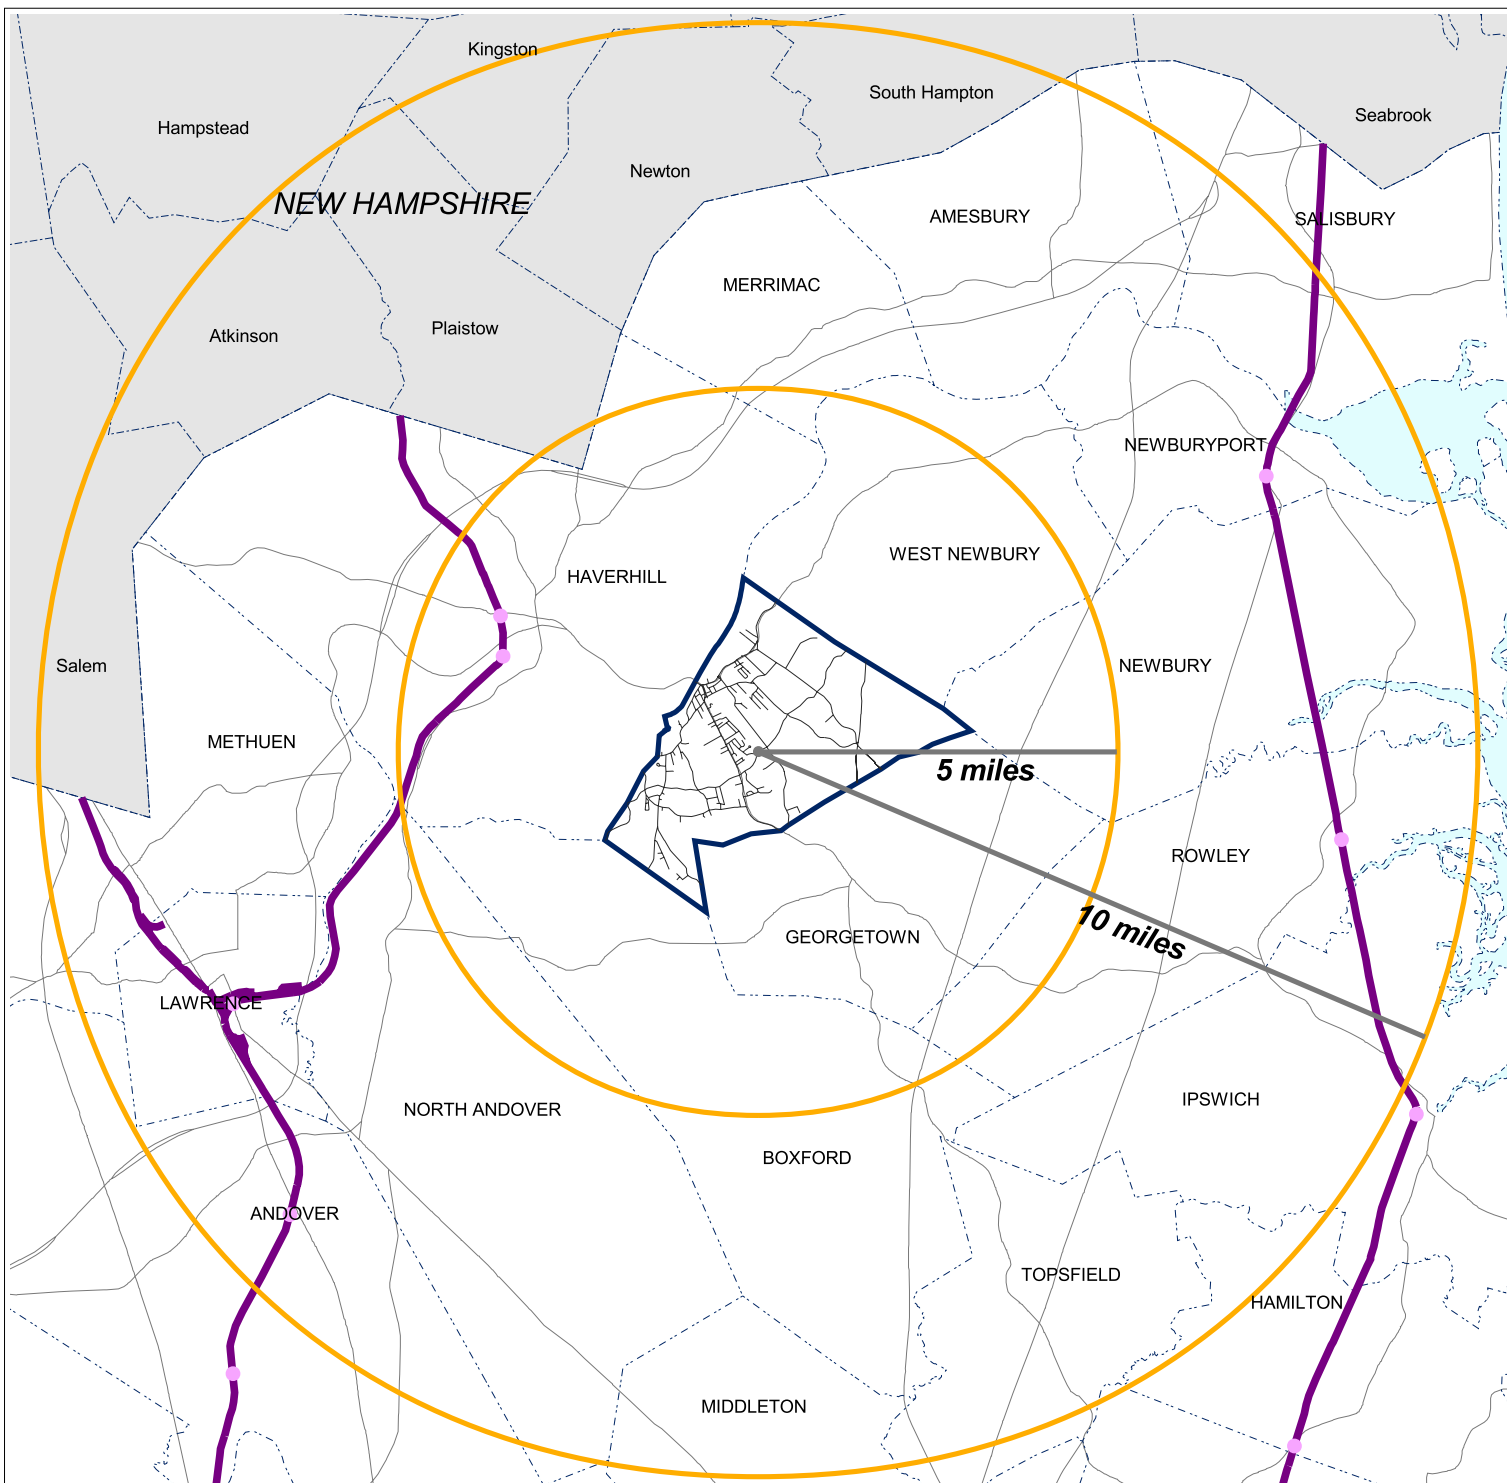 Kingston
South Hampton
Seabrook
Hampstead
Newton
NEW HAMPSHIRE
AMESBURY
SALISBURY
MERRIMAC
Atkinson
Plaistow
NEWBURYPORT
WEST NEWBURY
HAVERHILL
Salem
NEWBURY
METHUEN
5 miles
ROWLEY
10 miles
GEORGETOWN
LAWRENCE
IPSWICH
NORTH ANDOVER
BOXFORD
ANDOVER
TOPSFIELD
HAMILTON
MIDDLETON